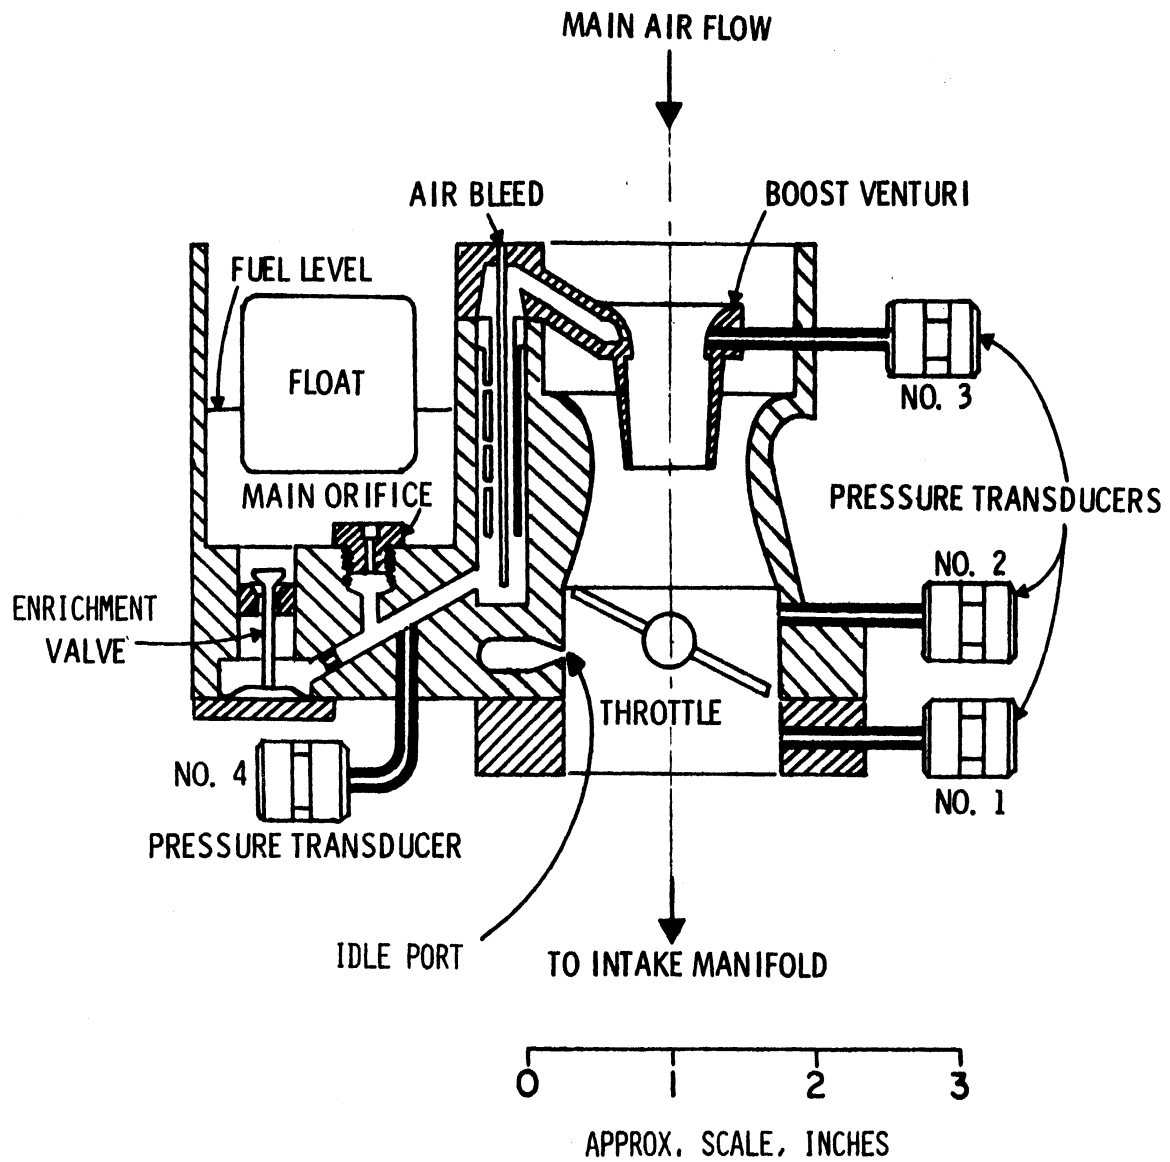 MAIN AIR FLOW
AIR BLEED
BOOST VENTURI
FUEL LEVEL
FLOAT
NO. 3
MAIN ORIFICE
PRESSURE TRANSDUCERS
NO. 2
ENRICHMENT
VALVE
THROTTLE
NO. 4
NO. 1
PRESSURE TRANSDUCER
IDLE PORT
TO INTAKE MANIFOLD
0 1 2 3
APPROX. SCALE, INCHES